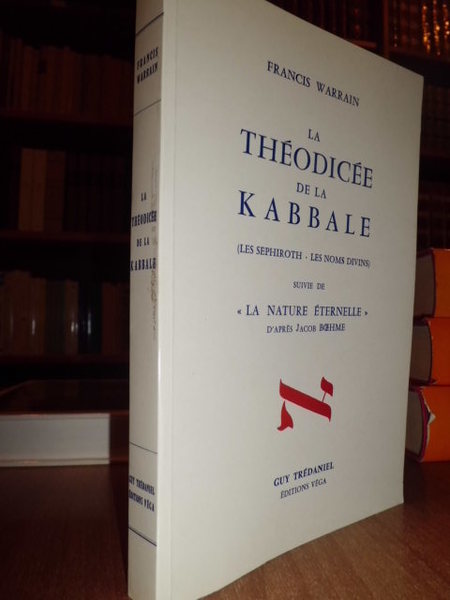 FRANCIS WARRAIN
LA
THÉODICÉE
DE LA
KABBALE
(LES SEPHIROTH - LES NOMS DIVINS)
SUIVIE DE
« LA NATURE ÉTERNELLE »
D'APRÈS JACOB BŒHME
א
GUY TRÉDANIEL
ÉDITIONS VÉGA
FRANCIS
WARRAIN
LA
THÉODICÉE
DE LA
KABBALE
GUY TRÉDANIEL
ÉDITIONS VÉGA